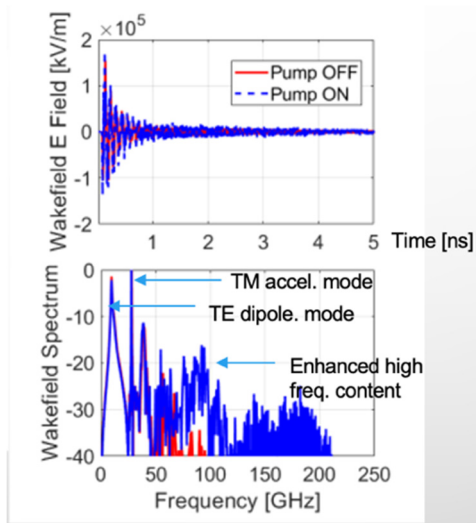 × 10⁵
Wakefield E Field [kV/m]
2
1
0
-1
-2
Pump OFF
Pump ON
1 2 3 4 5
Time [ns]
Wakefield Spectrum
0
-10
-20
-30
-40
TM accel. mode
TE dipole. mode
Enhanced high
freq. content
0 50 100 150 200 250
Frequency [GHz]